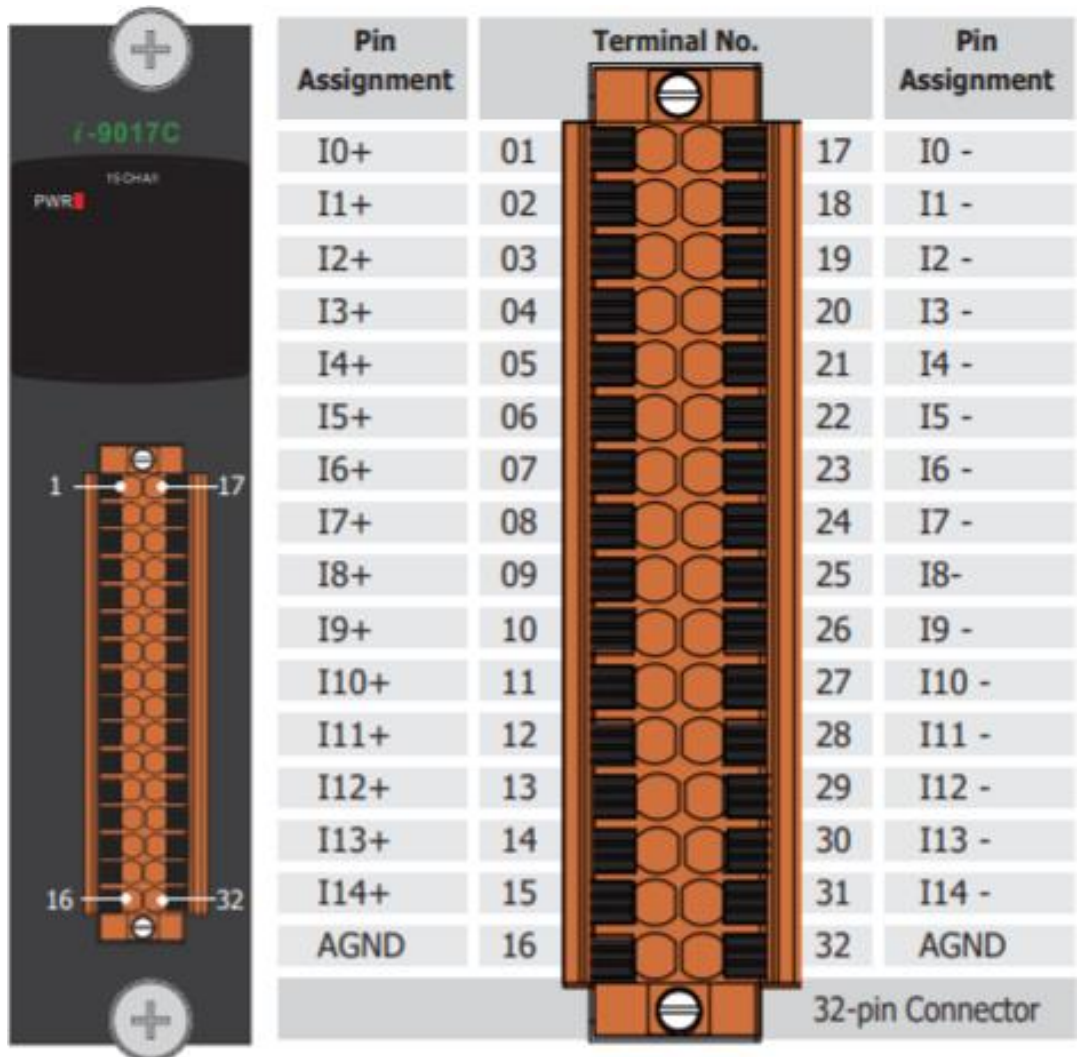 i-9017C
15CHAI
PWR
1 17
16 32
Pin Assignment Terminal No. Pin Assignment
I0+ 01 17 I0 -
I1+ 02 18 I1 -
I2+ 03 19 I2 -
I3+ 04 20 I3 -
I4+ 05 21 I4 -
I5+ 06 22 I5 -
I6+ 07 23 I6 -
I7+ 08 24 I7 -
I8+ 09 25 I8-
I9+ 10 26 I9 -
I10+ 11 27 I10 -
I11+ 12 28 I11 -
I12+ 13 29 I12 -
I13+ 14 30 I13 -
I14+ 15 31 I14 -
AGND 16 32 AGND
32-pin Connector